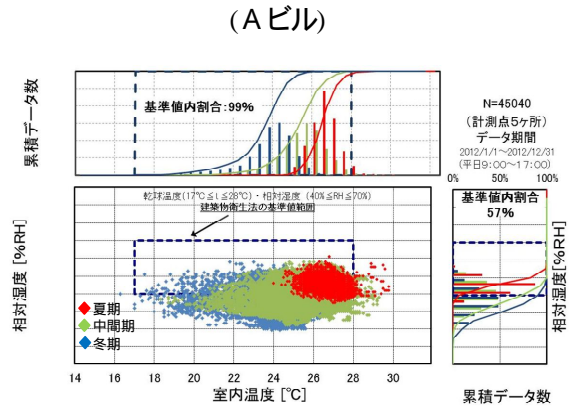 (Aビル)
累積データ数
基準値内割合:99%
N=45040
(計測点5ヶ所)
データ期間
2012/1/1~2012/12/31
(平日9:00~17:00)
0% 50% 100%
乾球温度(17℃≦t≦28℃)・相対湿度(40%≦RH≦70%)
建築物衛生法の基準値範囲
基準値内割合
57%
相対湿度[%RH]
夏期
中間期
冬期
相対湿度[%RH]
14 16 18 20 22 24 26 28 30
室内温度[℃]
累積データ数